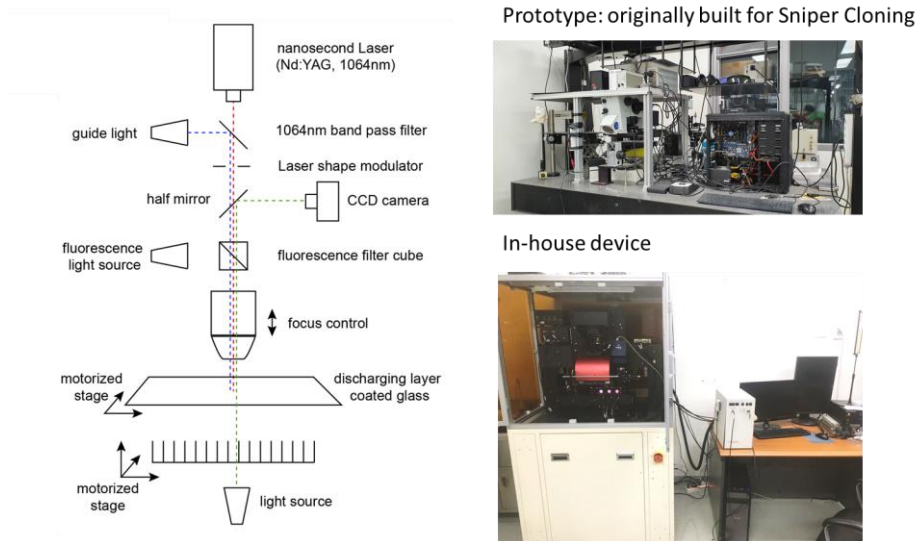 nanosecond Laser
(Nd:YAG, 1064nm)
guide light
1064nm band pass filter
Laser shape modulator
half mirror
CCD camera
fluorescence
light source
fluorescence filter cube
focus control
motorized
stage
discharging layer
coated glass
motorized
stage
light source
Prototype: originally built for Sniper Cloning
In-house device